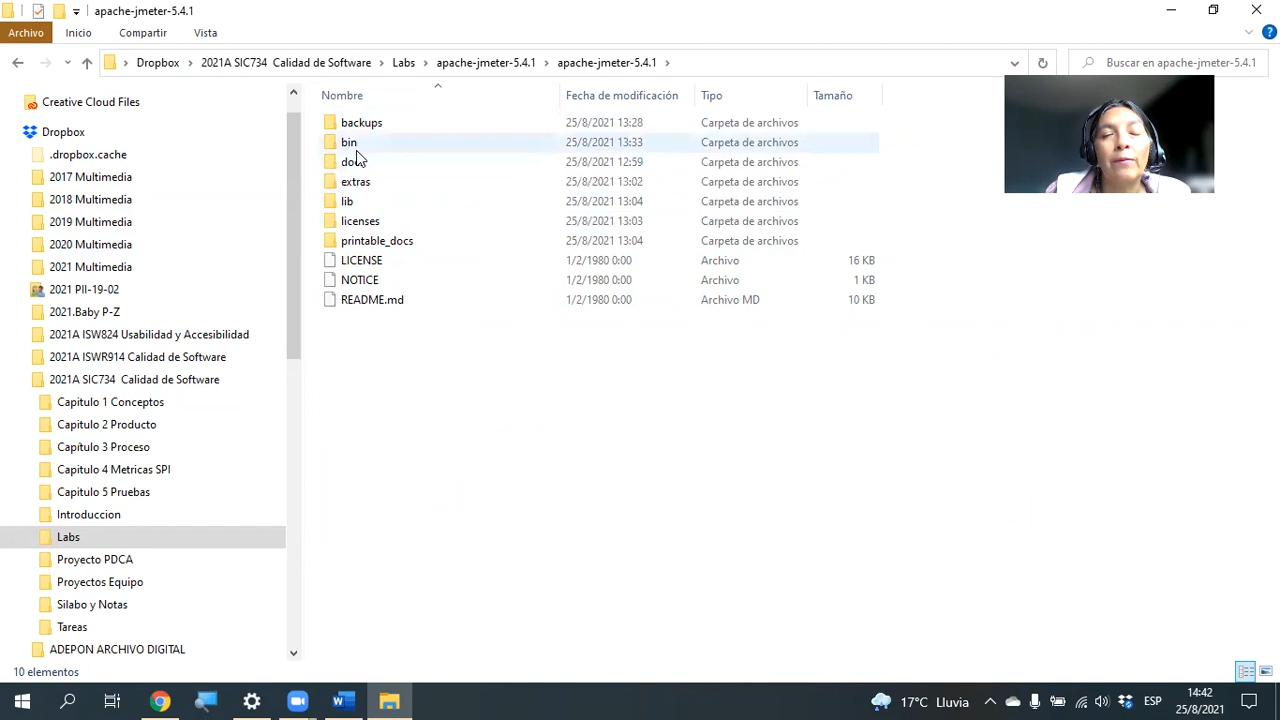 apache-jmeter-5.4.1
Archivo Inicio Compartir Vista
Dropbox 2021A SIC734 Calidad de Software Labs apache-jmeter-5.4.1 apache-jmeter-5.4.1 Buscar en apache-jmeter-5.4.1
Nombre Fecha de modificación Tipo Tamaño
backups 25/8/2021 13:28 Carpeta de archivos
bin 25/8/2021 13:33 Carpeta de archivos
25/8/2021 12:59 Carpeta de archivos
extras 25/8/2021 13:02 Carpeta de archivos
lib 25/8/2021 13:04 Carpeta de archivos
licenses 25/8/2021 13:03 Carpeta de archivos
printable_docs 25/8/2021 13:04 Carpeta de archivos
LICENSE 1/2/1980 0:00 Archivo 16 KB
NOTICE 1/2/1980 0:00 Archivo 1 KB
README.md 1/2/1980 0:00 Archivo MD 10 KB
Creative Cloud Files
Dropbox
.dropbox.cache
2017 Multimedia
2018 Multimedia
2019 Multimedia
2020 Multimedia
2021 Multimedia
2021 PII-19-02
2021.Baby P-Z
2021A ISW824 Usabilidad y Accesibilidad
2021A ISWR914 Calidad de Software
2021A SIC734 Calidad de Software
Capitulo 1 Conceptos
Capitulo 2 Producto
Capítulo 3 Proceso
Capitulo 4 Metricas SPI
Capitulo 5 Pruebas
Introduccion
Labs
Proyecto PDCA
Proyectos Equipo
Silabo y Notas
Tareas
ADEPON ARCHIVO DIGITAL
10 elementos
17°C Lluvia ESP 14:42
25/8/2021